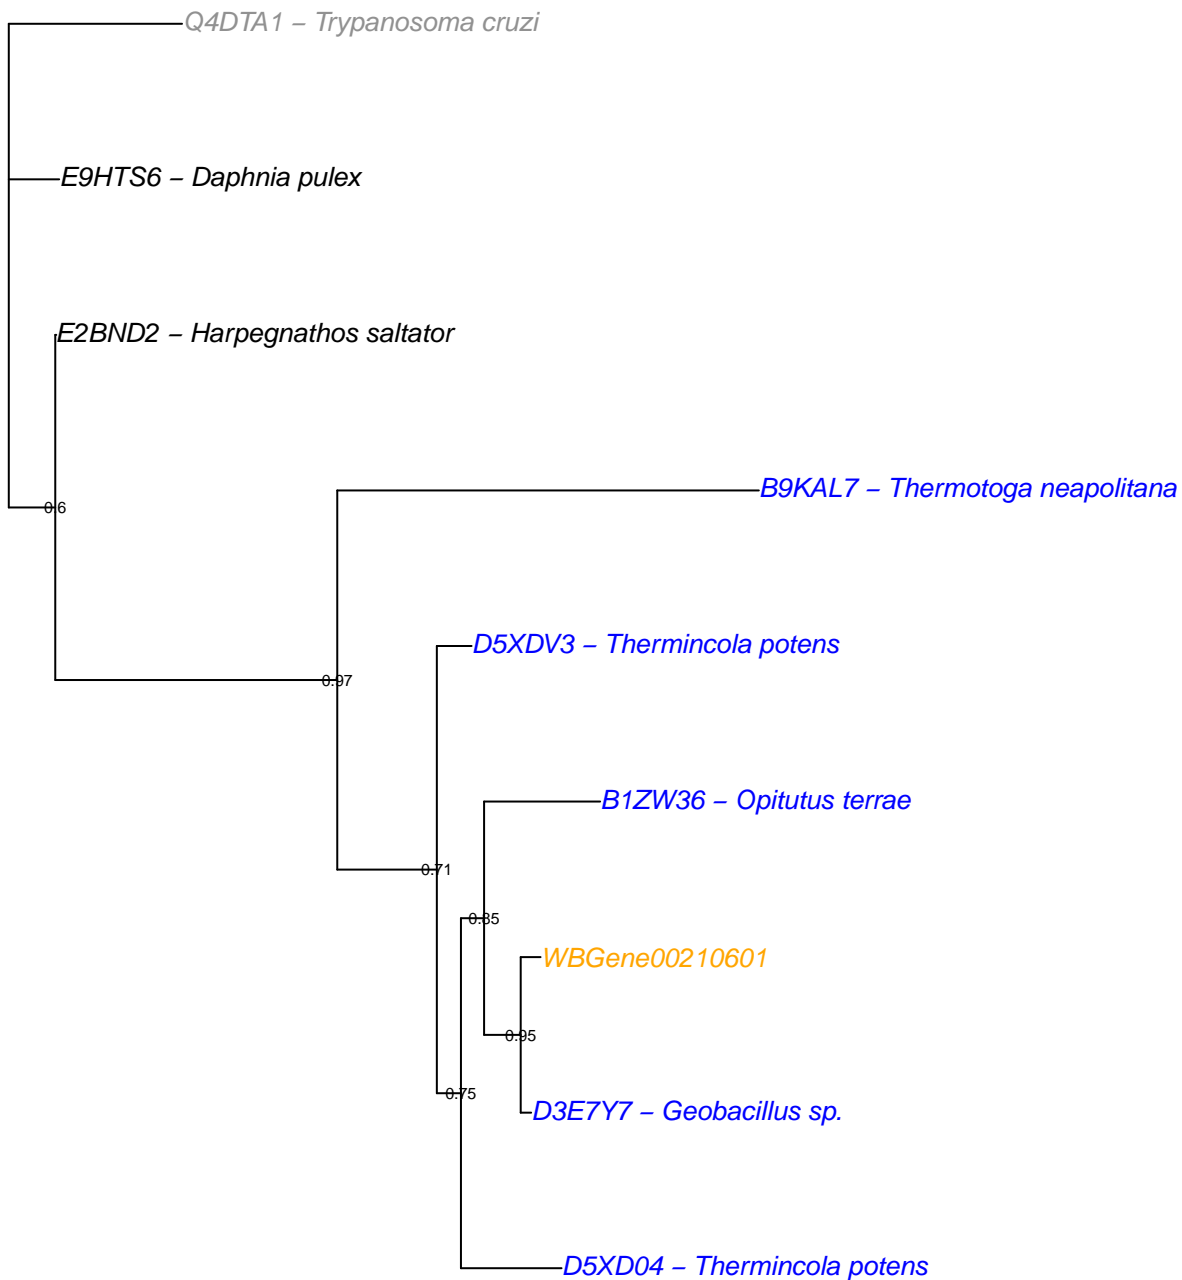 Q4DTA1 – Trypanosoma cruzi
E9HTS6 – Daphnia pulex
E2BND2 – Harpegnathos saltator
B9KAL7 – Thermotoga neapolitana
0.6
D5XDV3 – Thermincola potens
0.97
B1ZW36 – Opitutus terrae
0.71
0.85
WBGene00210601
0.95
0.75
D3E7Y7 – Geobacillus sp.
D5XD04 – Thermincola potens